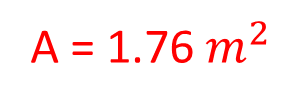 A = 1.76 m²